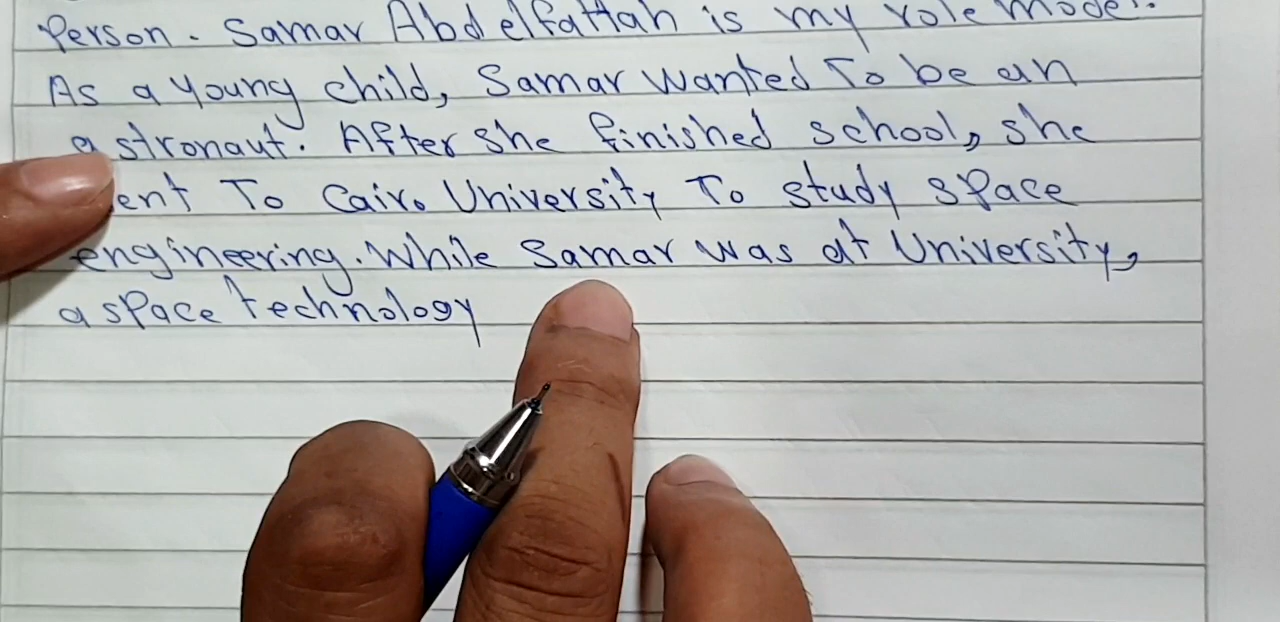 Person. Samar Abdelfattah is my role model.
As a young child, Samar wanted To be an
astronaut. After she finished school, she
ent To Cairo University To study space
engineering. While Samar was at University,
a space technology